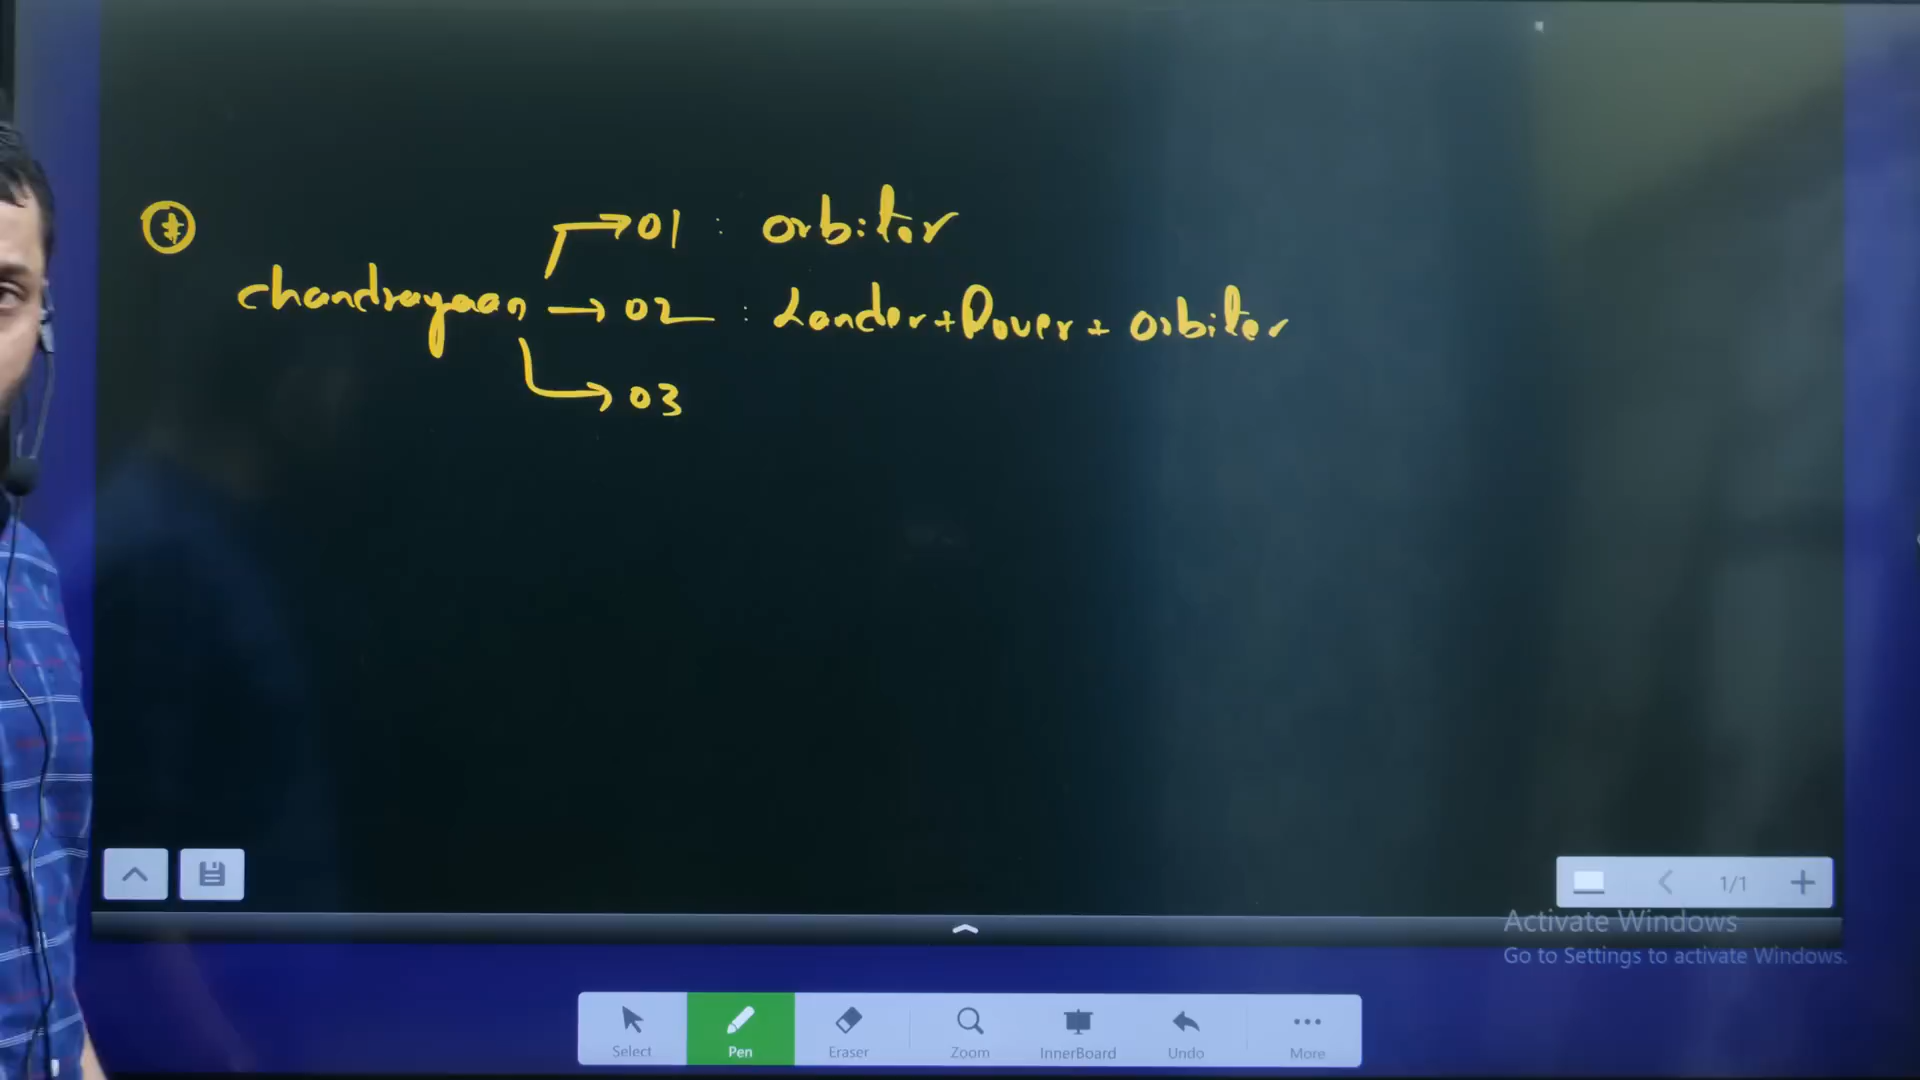 01 : orbiter
chandrayaan → 02 : Lander + Rover + orbiter
03
1/1
Activate Windows
Go to Settings to activate Windows.
Select Pen Eraser Zoom InnerBoard Undo More